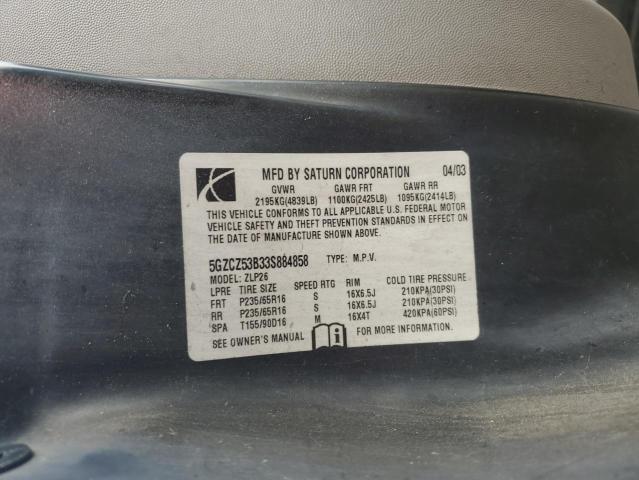 MFD BY SATURN CORPORATION 04/03
GVWR GAWR FRT GAWR RR
2195KG(4839LB) 1100KG(2425LB) 1095KG(2414LB)
THIS VEHICLE CONFORMS TO ALL APPLICABLE U.S. FEDERAL MOTOR
VEHICLE SAFETY AND THEFT PREVENTION STANDARDS IN EFFECT ON
THE DATE OF MANUFACTURE SHOWN ABOVE.
5GZCZ53B33S884858 TYPE: M.P.V.
MODEL: ZLP26
LPRE TIRE SIZE SPEED RTG RIM COLD TIRE PRESSURE
FRT P235/65R16 S 16X6.5J 210KPA(30PSI)
RR P235/65R16 S 16X6.5J 210KPA(30PSI)
SPA T155/90D16 M 16X4T 420KPA(60PSI)
SEE OWNER'S MANUAL i FOR MORE INFORMATION.